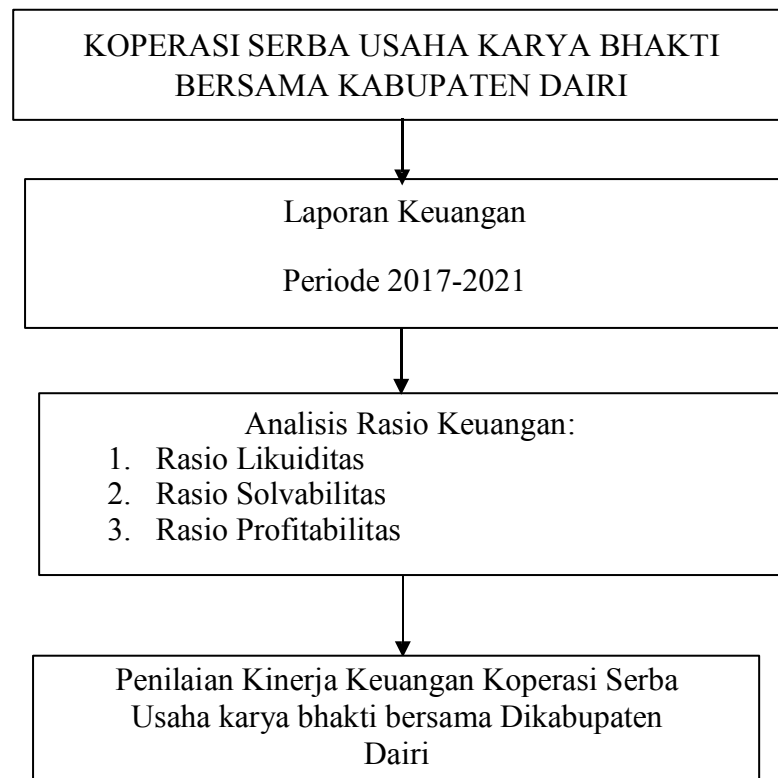 KOPERASI SERBA USAHA KARYA BHAKTI
BERSAMA KABUPATEN DAIRI
Laporan Keuangan
Periode 2017-2021
Analisis Rasio Keuangan:
1. Rasio Likuiditas
2. Rasio Solvabilitas
3. Rasio Profitabilitas
Penilaian Kinerja Keuangan Koperasi Serba
Usaha karya bhakti bersama Dikabupaten
Dairi